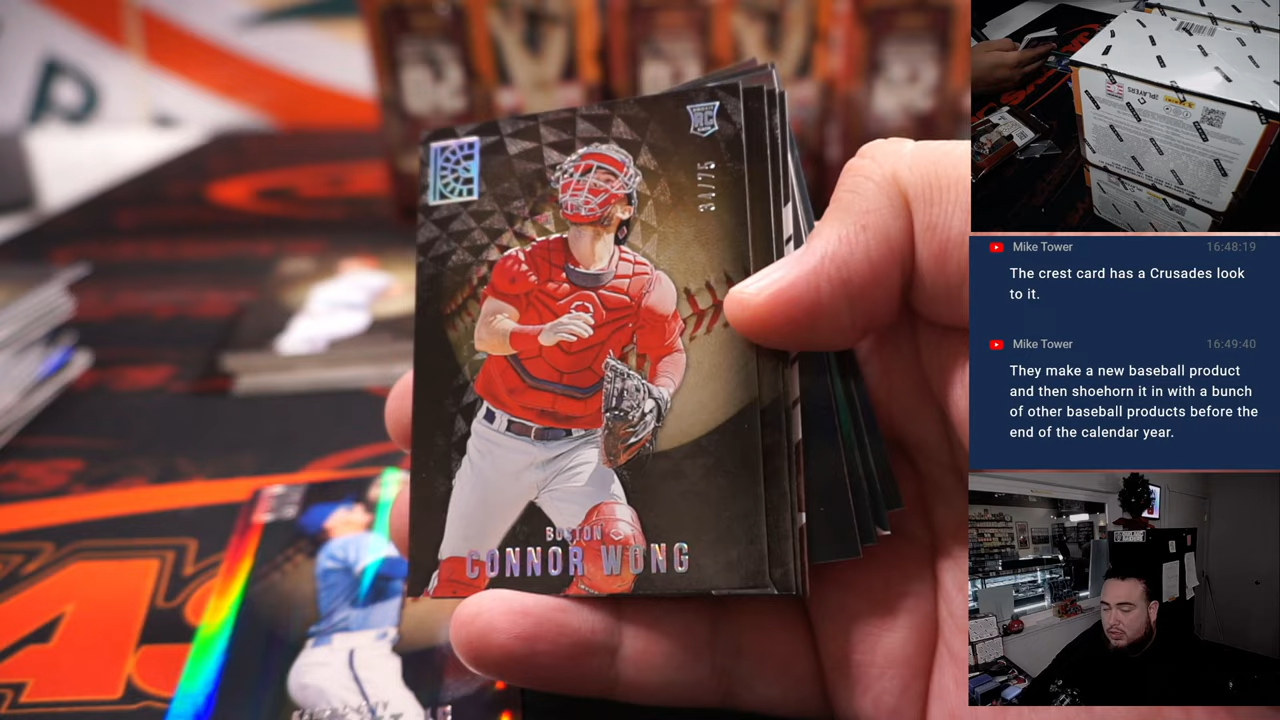 RC
34/75
BOSTON
CONNOR WONG
Mike Tower 16:48:19
The crest card has a Crusades look
to it.
Mike Tower 16:49:40
They make a new baseball product
and then shoehorn it in with a bunch
of other baseball products before the
end of the calendar year.